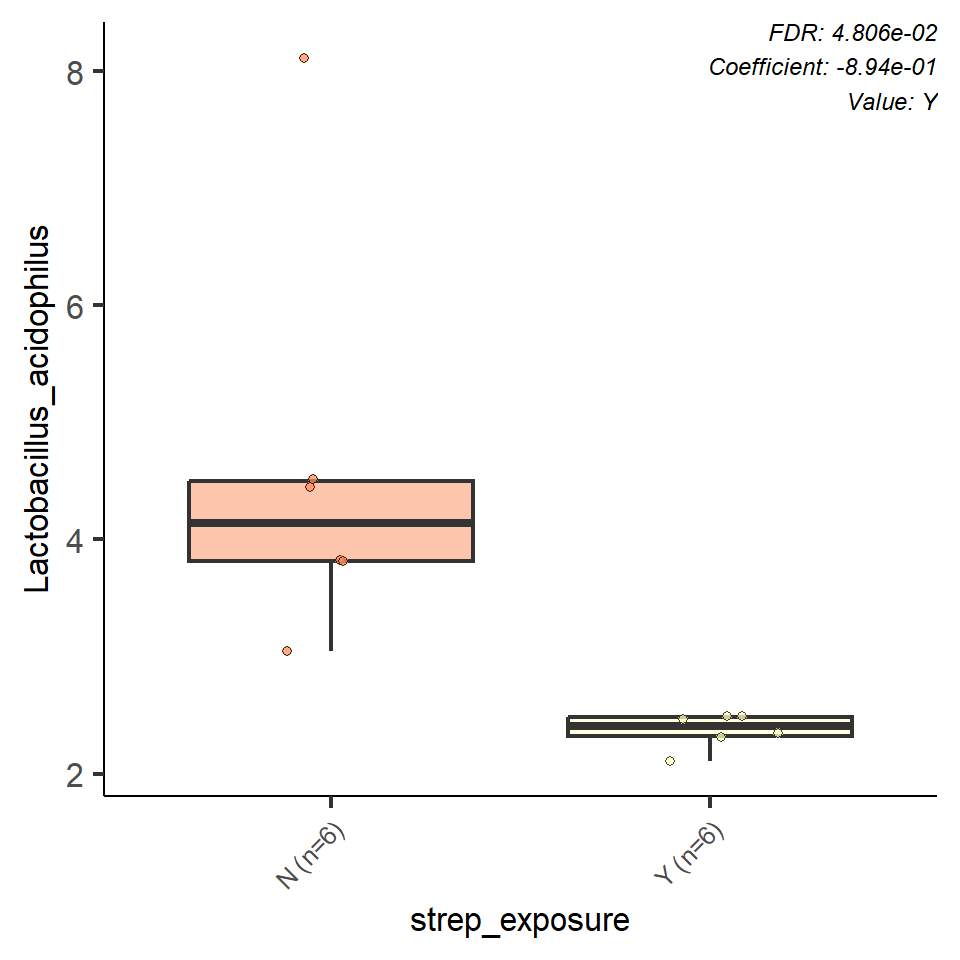 FDR: 4.806e-02
Coefficient: -8.94e-01
Value: Y
Lactobacillus_acidophilus
8
6
4
2
N (n=6)
Y (n=6)
strep_exposure